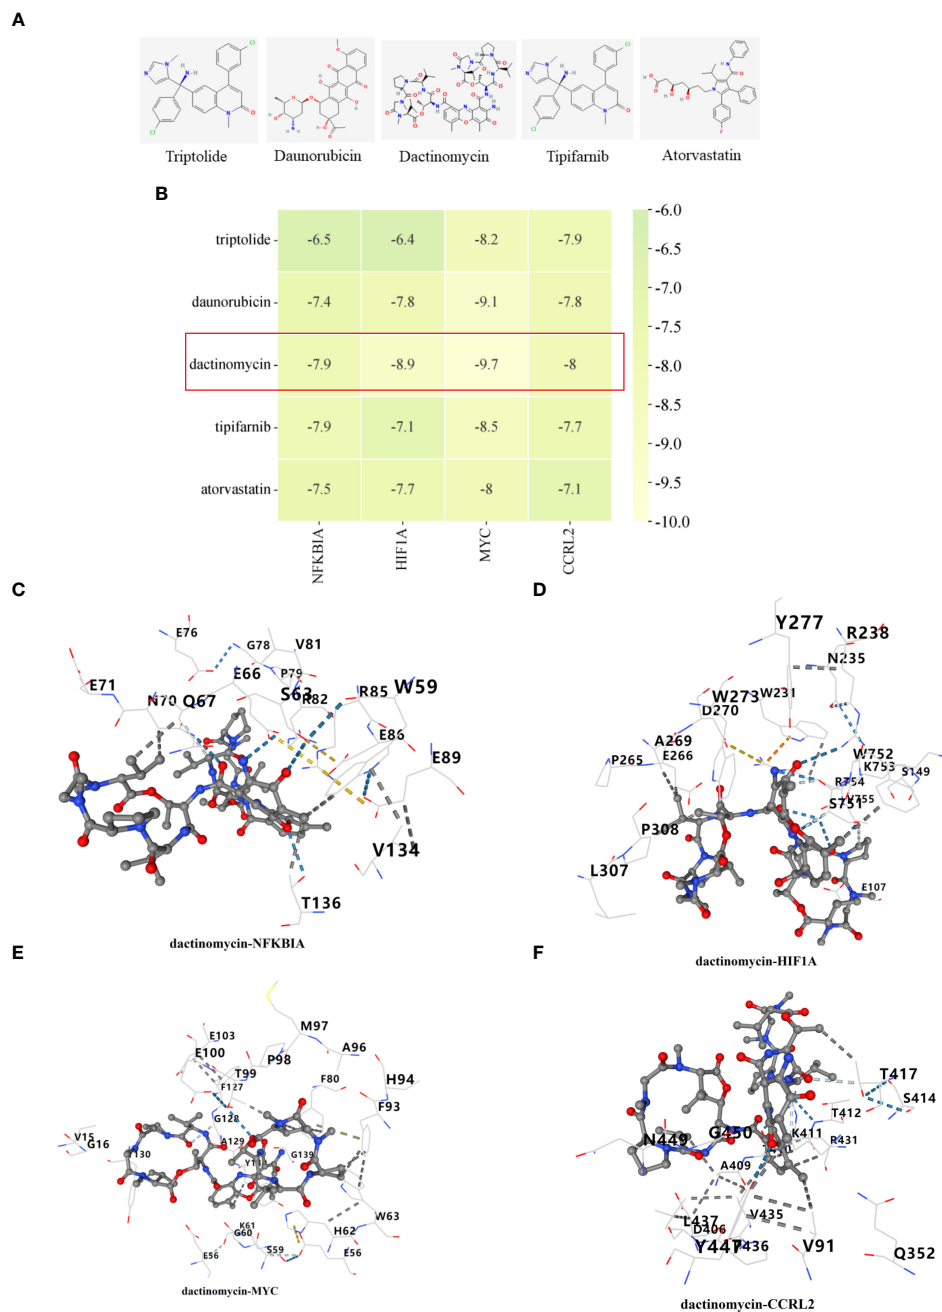 A
Triptolide
Daunorubicin
Dactinomycin
Tipifarnib
Atorvastatin
B
triptolide
daunorubicin
dactinomycin
tipifarnib
atorvastatin
-6.5 -6.4 -8.2 -7.9
-7.4 -7.8 -9.1 -7.8
-7.9 -8.9 -9.7 -8
-7.9 -7.1 -8.5 -7.7
-7.5 -7.7 -8 -7.1
NFKBIA
HIF1A
MYC
CCRL2
-6.0
-6.5
-7.0
-7.5
-8.0
-8.5
-9.0
-9.5
-10.0
C
E76
G78
V81
E71
E66
P79
N70
Q67
S63
R82
R85
W59
E86
E89
V134
T136
dactinomycin-NFKBIA
D
Y277
R238
N235
W273
W231
D270
A269
E266
P265
W752
K753
S149
R754
S751
P308
L307
E107
dactinomycin-HIF1A
E
M97
E103
A96
E100
P98
T99
F80
H94
F127
F93
G128
V15
G16
A129
G139
W63
K61
H62
G60
S59
E56
E56
dactinomycin-MYC
F
T417
S414
T412
G450
N449
K411
R431
A409
L437
V435
D406
Y447
V91
Q352
dactinomycin-CCRL2